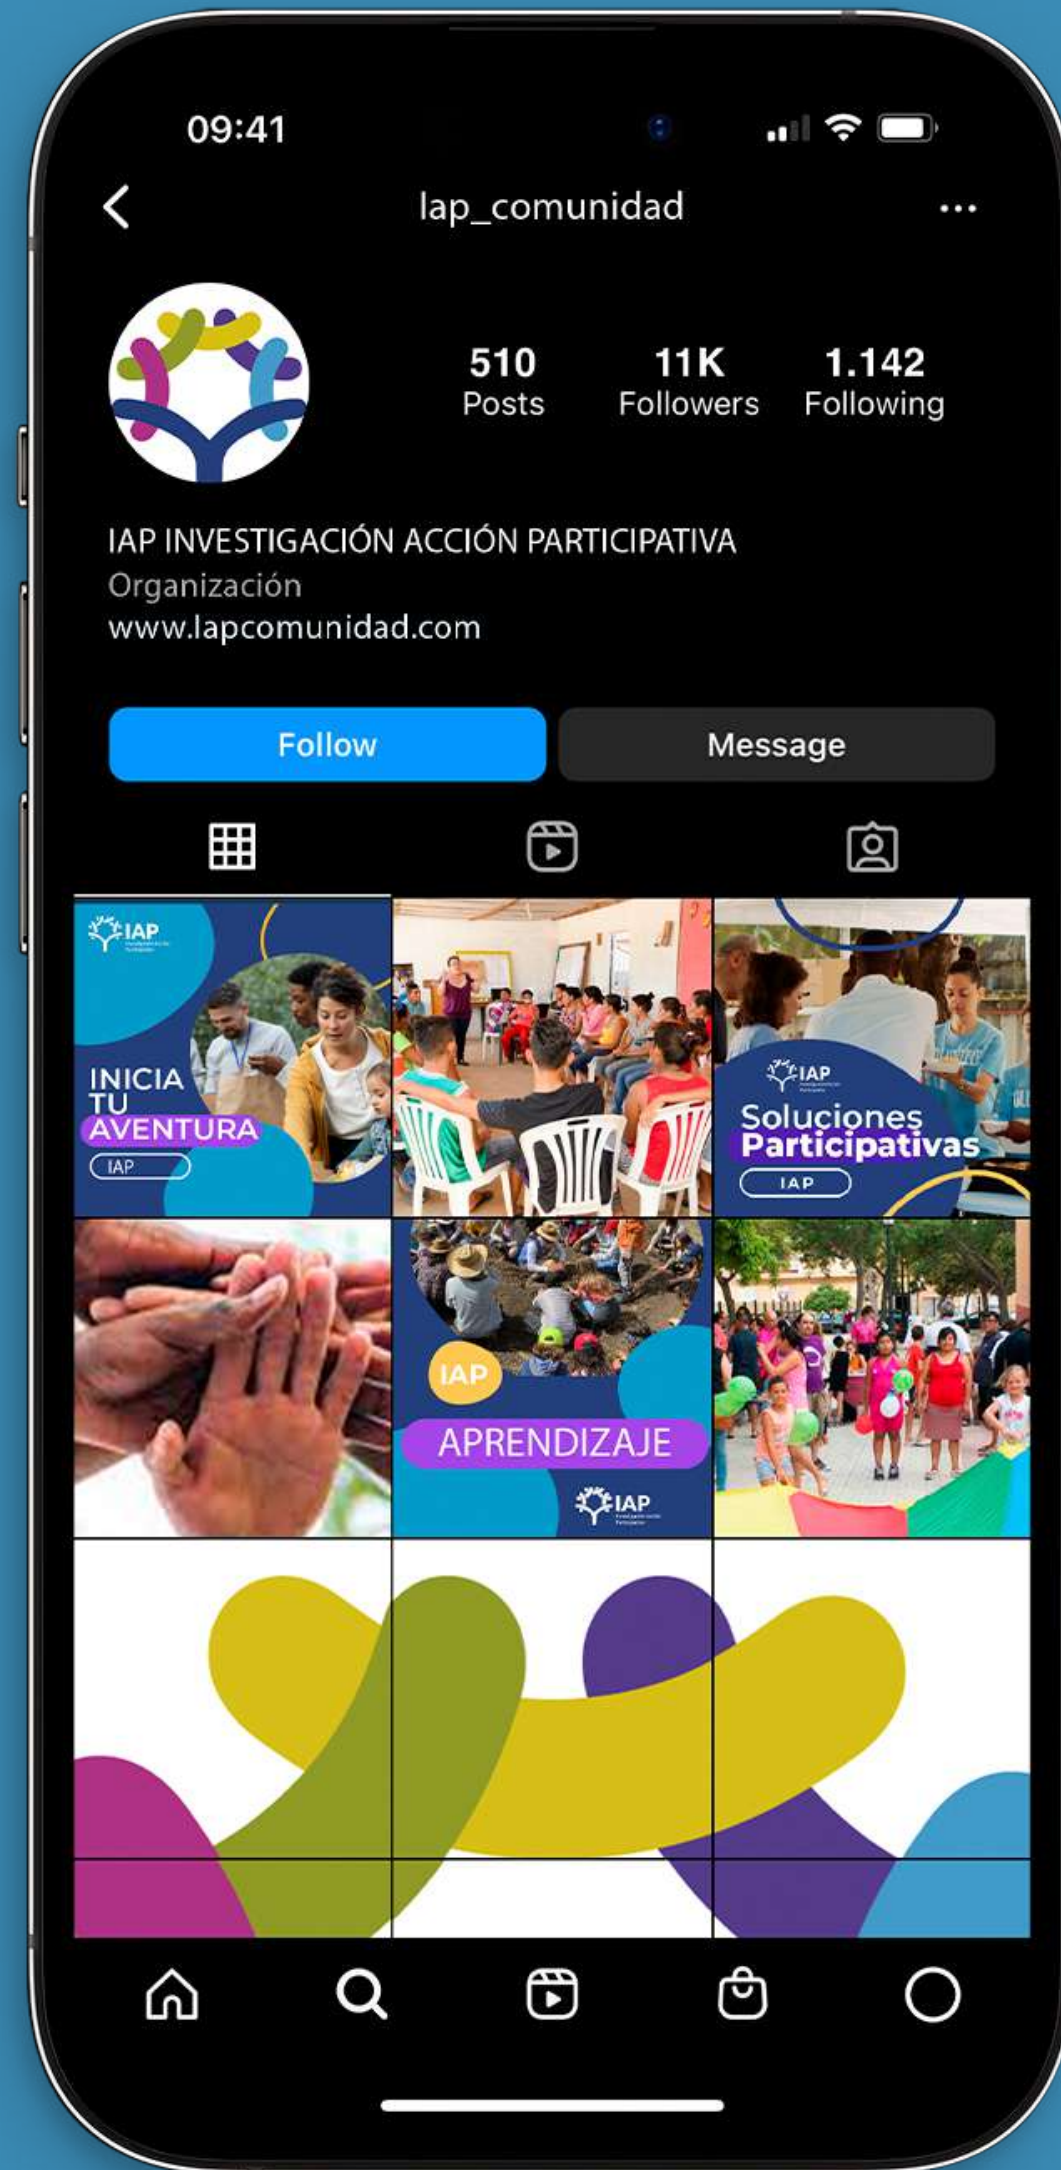 09:41
lap_comunidad
510
Posts
11K
Followers
1.142
Following
IAP INVESTIGACIÓN ACCIÓN PARTICIPATIVA
Organización
www.lapcomunidad.com
Follow
Message
IAP
INICIA
TU
AVENTURA
IAP
IAP
Soluciones
Participativas
IAP
IAP
APRENDIZAJE
IAP